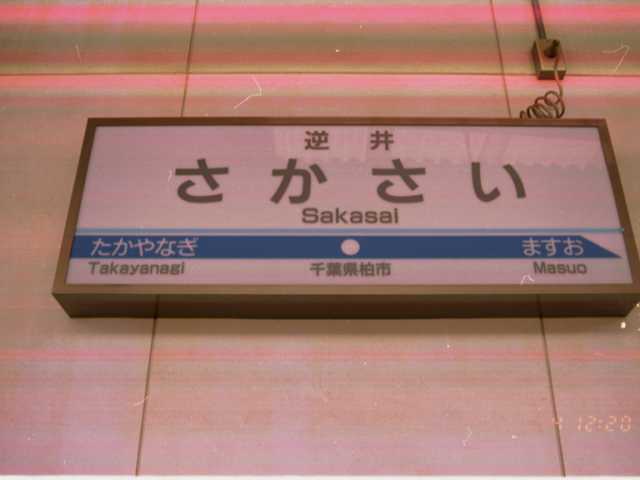 逆井
さかさい
Sakasai
たかやなぎ ますお
Takayanagi 千葉県柏市 Masuo
4 12:20